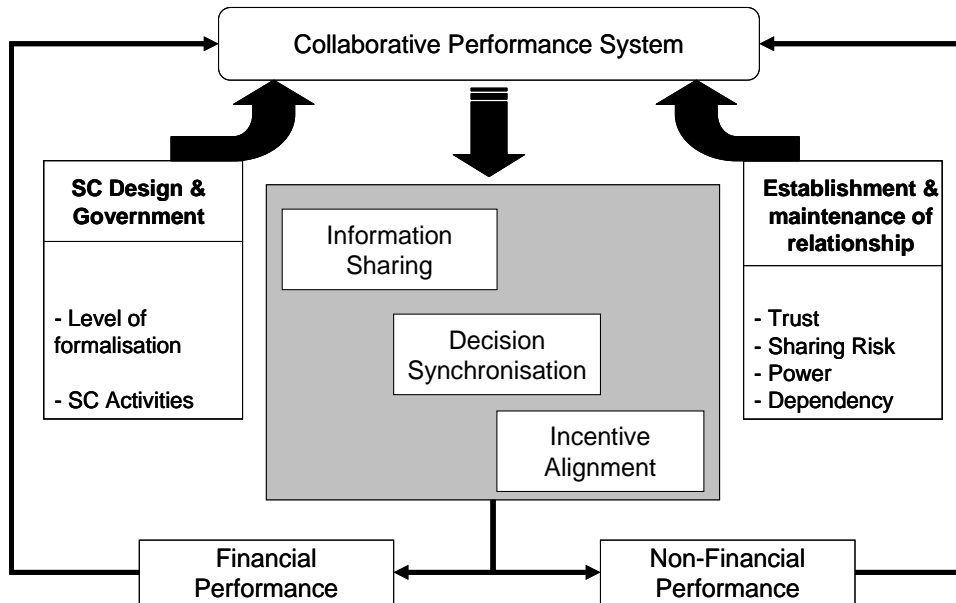 Collaborative Performance System
SC Design &
Government
- Level of
formalisation
- SC Activities
Information
Sharing
Decision
Synchronisation
Incentive
Alignment
Establishment &
maintenance of
relationship
- Trust
- Sharing Risk
- Power
- Dependency
Financial
Performance
Non-Financial
Performance